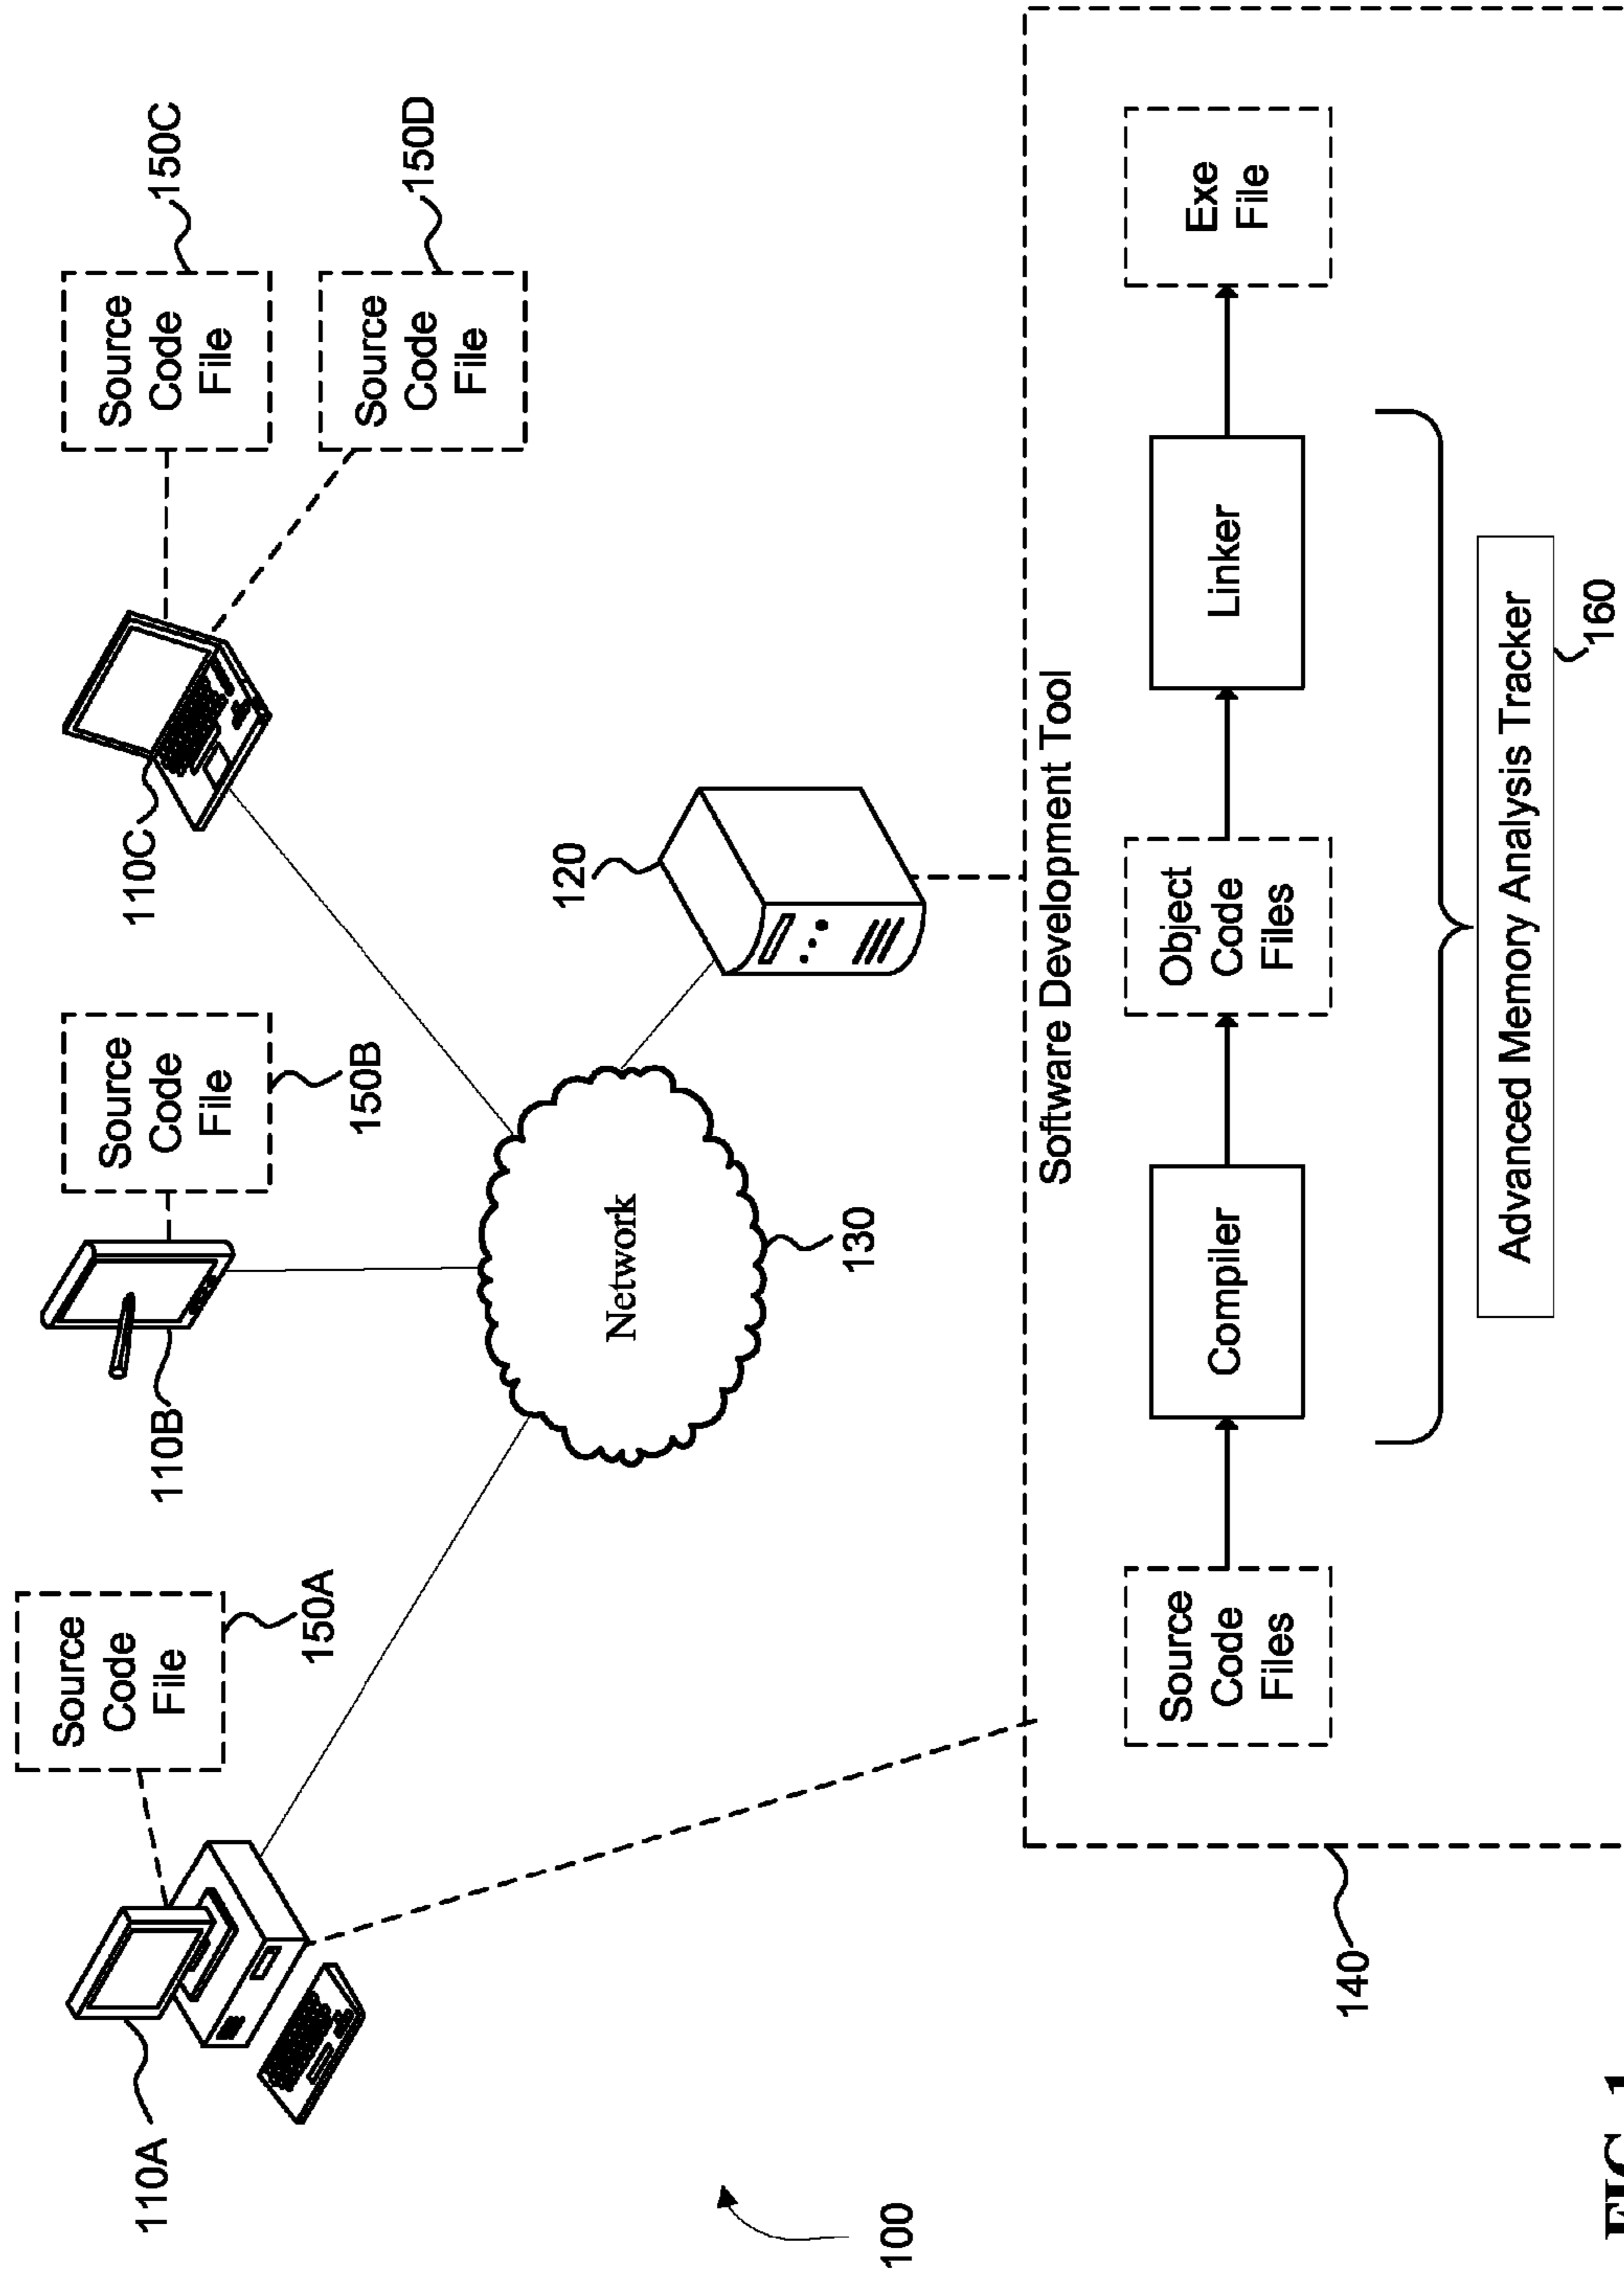 110A
Source
Code
File
150A
110B
Source
Code
File
150B
110C
Source
Code
File
150C
Source
Code
File
150D
100
Network
130
120
140
Software Development Tool
Source
Code
Files
Compiler
Object
Code
Files
Linker
Exe
File
Advanced Memory Analysis Tracker
160
FIG. 1